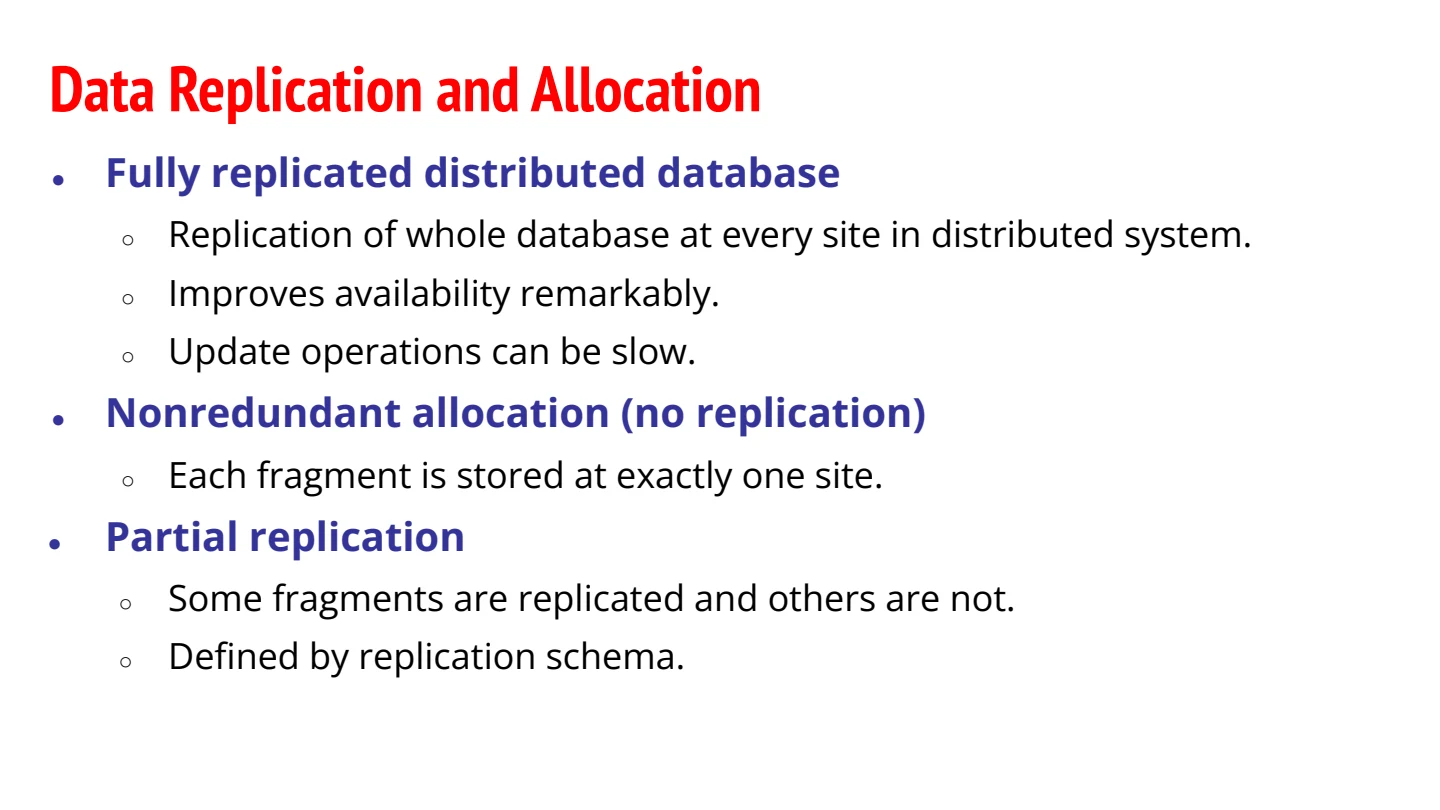 Data Replication and Allocation
● Fully replicated distributed database
○ Replication of whole database at every site in distributed system.
○ Improves availability remarkably.
○ Update operations can be slow.
● Nonredundant allocation (no replication)
○ Each fragment is stored at exactly one site.
● Partial replication
○ Some fragments are replicated and others are not.
○ Defined by replication schema.